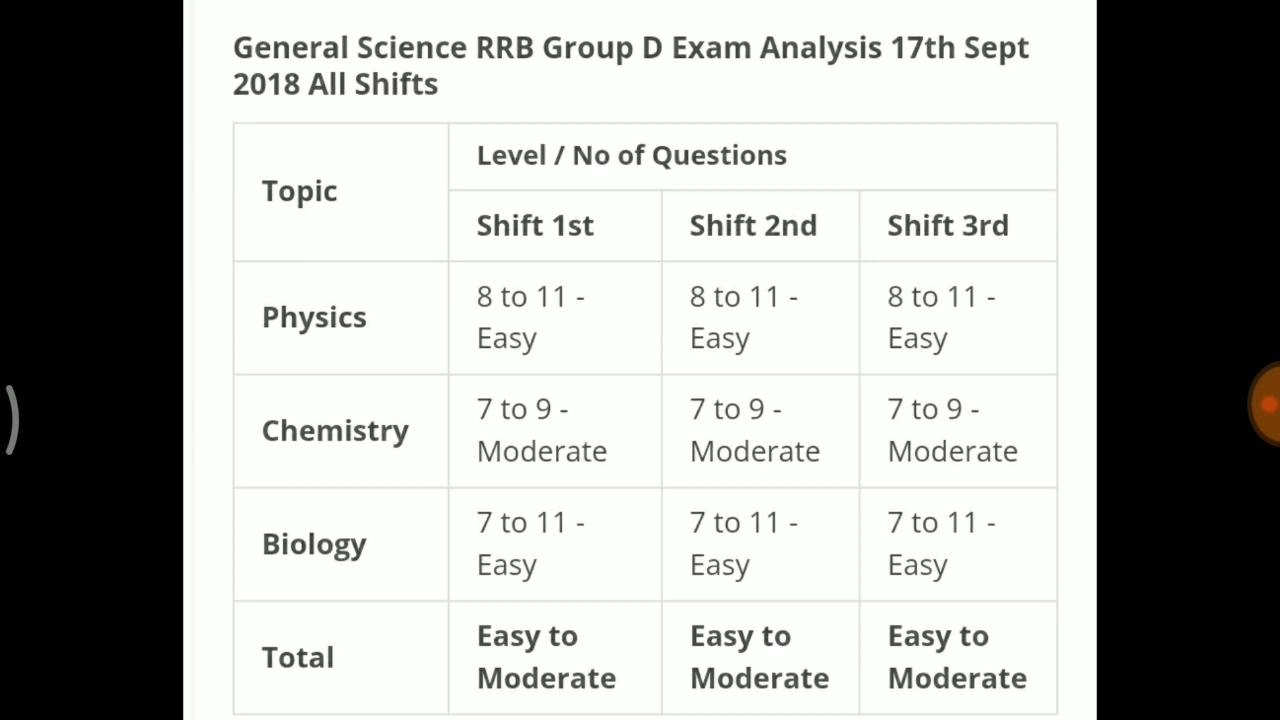 General Science RRB Group D Exam Analysis 17th Sept
2018 All Shifts
Topic
Level / No of Questions
Shift 1st
Shift 2nd
Shift 3rd
Physics
8 to 11 -
Easy
8 to 11 -
Easy
8 to 11 -
Easy
Chemistry
7 to 9 -
Moderate
7 to 9 -
Moderate
7 to 9 -
Moderate
Biology
7 to 11 -
Easy
7 to 11 -
Easy
7 to 11 -
Easy
Total
Easy to
Moderate
Easy to
Moderate
Easy to
Moderate